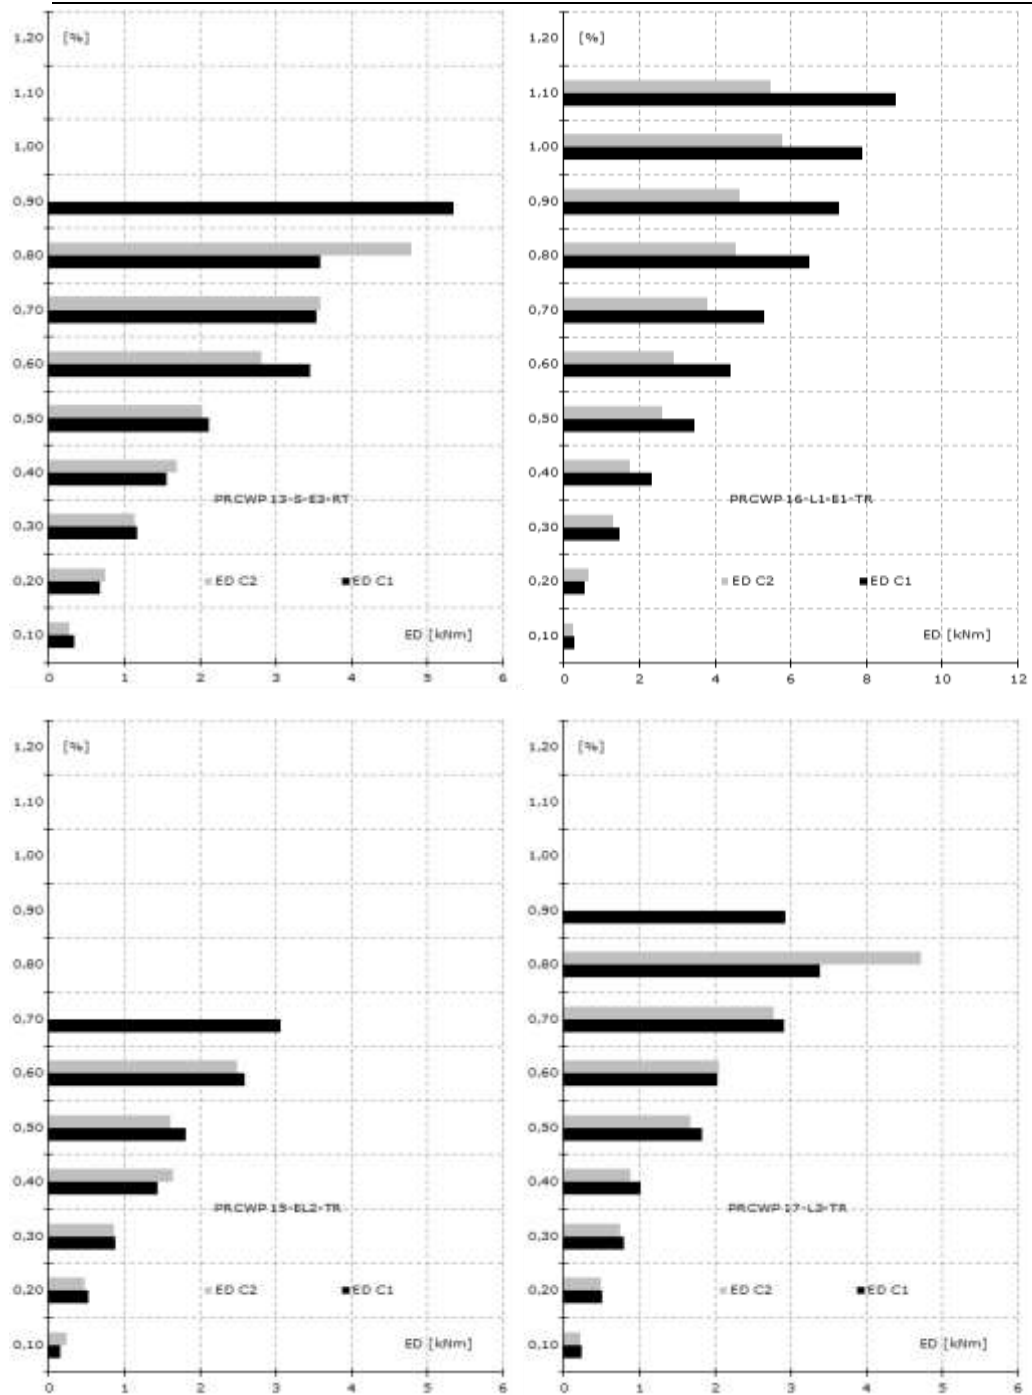 1,20 [%]
1,10
1,00
0,90
0,80
0,70
0,60
0,50
0,40
PRCWP 13-S-E3-RT
0,30
0,20 ED C2 ED C1
0,10 ED [kNm]
0 1 2 3 4 5 6
1,20 [%]
1,10
1,00
0,90
0,80
0,70
0,60
0,50
0,40
PRCWP 16-L1-E1-TR
0,30
0,20 ED C2 ED C1
0,10 ED [kNm]
0 2 4 6 8 10 12
1,20 [%]
1,10
1,00
0,90
0,80
0,70
0,60
0,50
0,40
PRCWP 15-EL2-TR
0,30
0,20 ED C2 ED C1
0,10 ED [kNm]
0 1 2 3 4 5 6
1,20 [%]
1,10
1,00
0,90
0,80
0,70
0,60
0,50
0,40
PRCWP 17-L3-TR
0,30
0,20 ED C2 ED C1
0,10 ED [kNm]
0 1 2 3 4 5 6